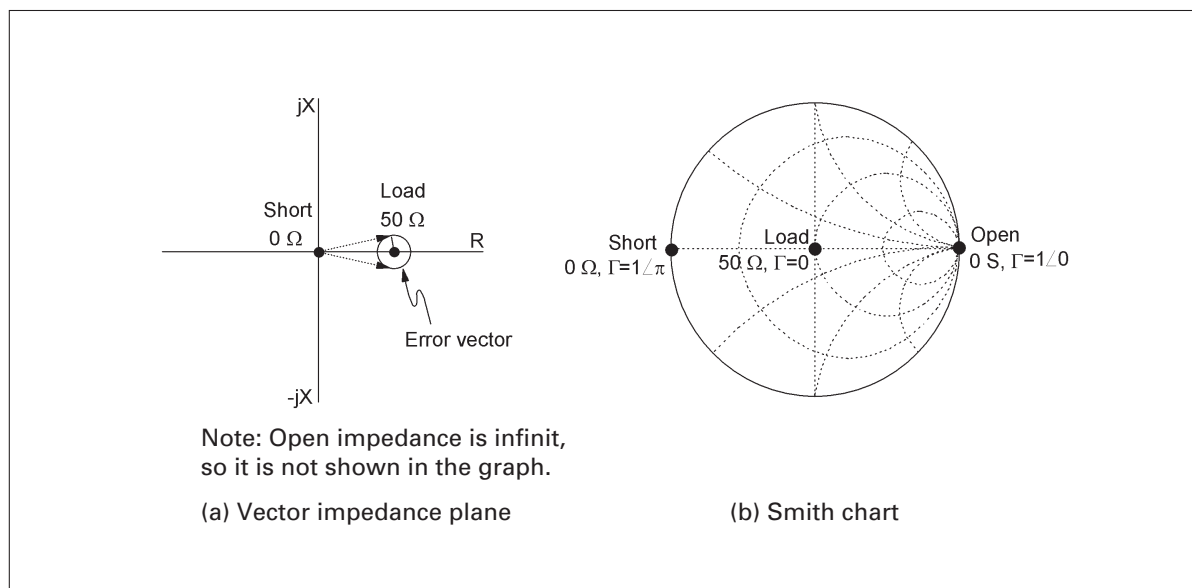 jX
Load
50 Ω
Short
0 Ω
R
Error vector
-jX
Note: Open impedance is infinit,
so it is not shown in the graph.
(a) Vector impedance plane
Short
0 Ω, Γ=1∠π
Load
50 Ω, Γ=0
Open
0 S, Γ=1∠0
(b) Smith chart